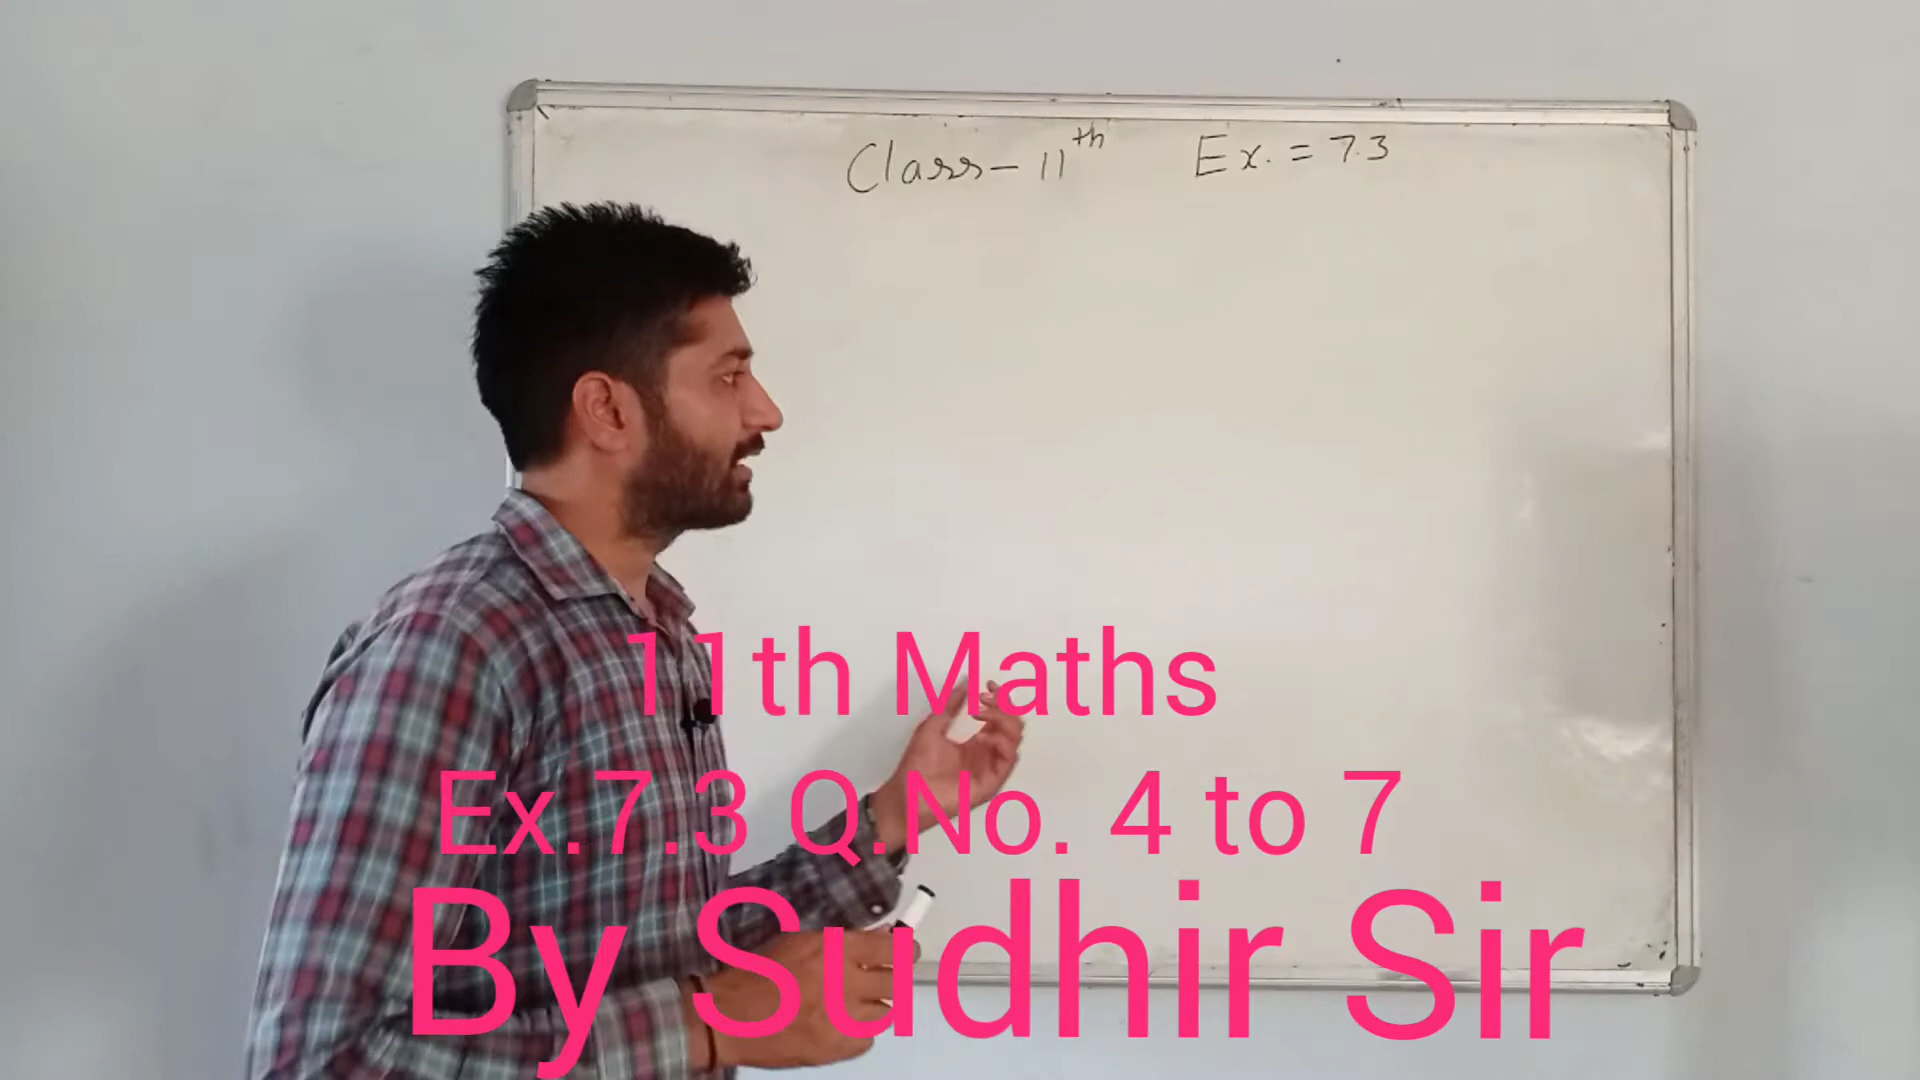 Class - 11th Ex. = 7.3
11th Maths
Ex.7.3 Q.No. 4 to 7
By Sudhir Sir